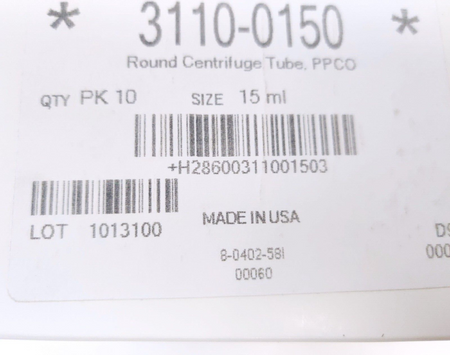 * 3110-0150 *
Round Centrifuge Tube, PPCO
QTY PK 10 SIZE 15 ml
+H28600311001503
LOT 1013100
MADE IN USA
8-0402-58I
00060